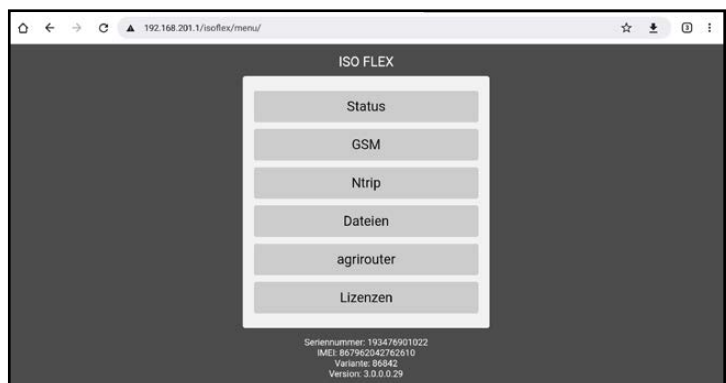 192.168.201.1/isoflex/menu/
3
ISO FLEX
Status
GSM
Ntrip
Dateien
agrirouter
Lizenzen
Seriennummer: 193476901022
IMEI: 867962042762610
Variante: 86842
Version: 3.0.0.0.29